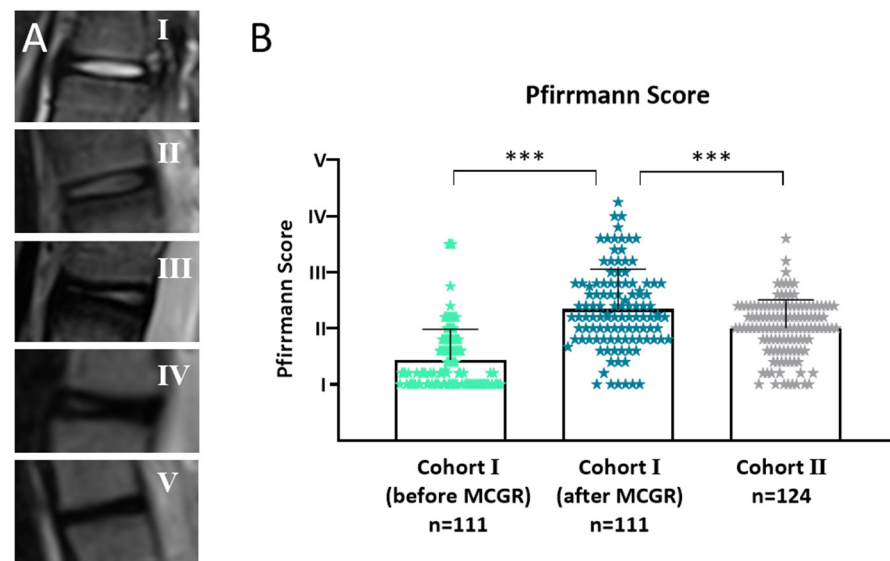 A
I
II
III
IV
V
B
Pfirrmann Score
*** ***
Pfirrmann Score
V
IV
III
II
I
Cohort I
(before MCGR)
n=111
Cohort I
(after MCGR)
n=111
Cohort II
n=124